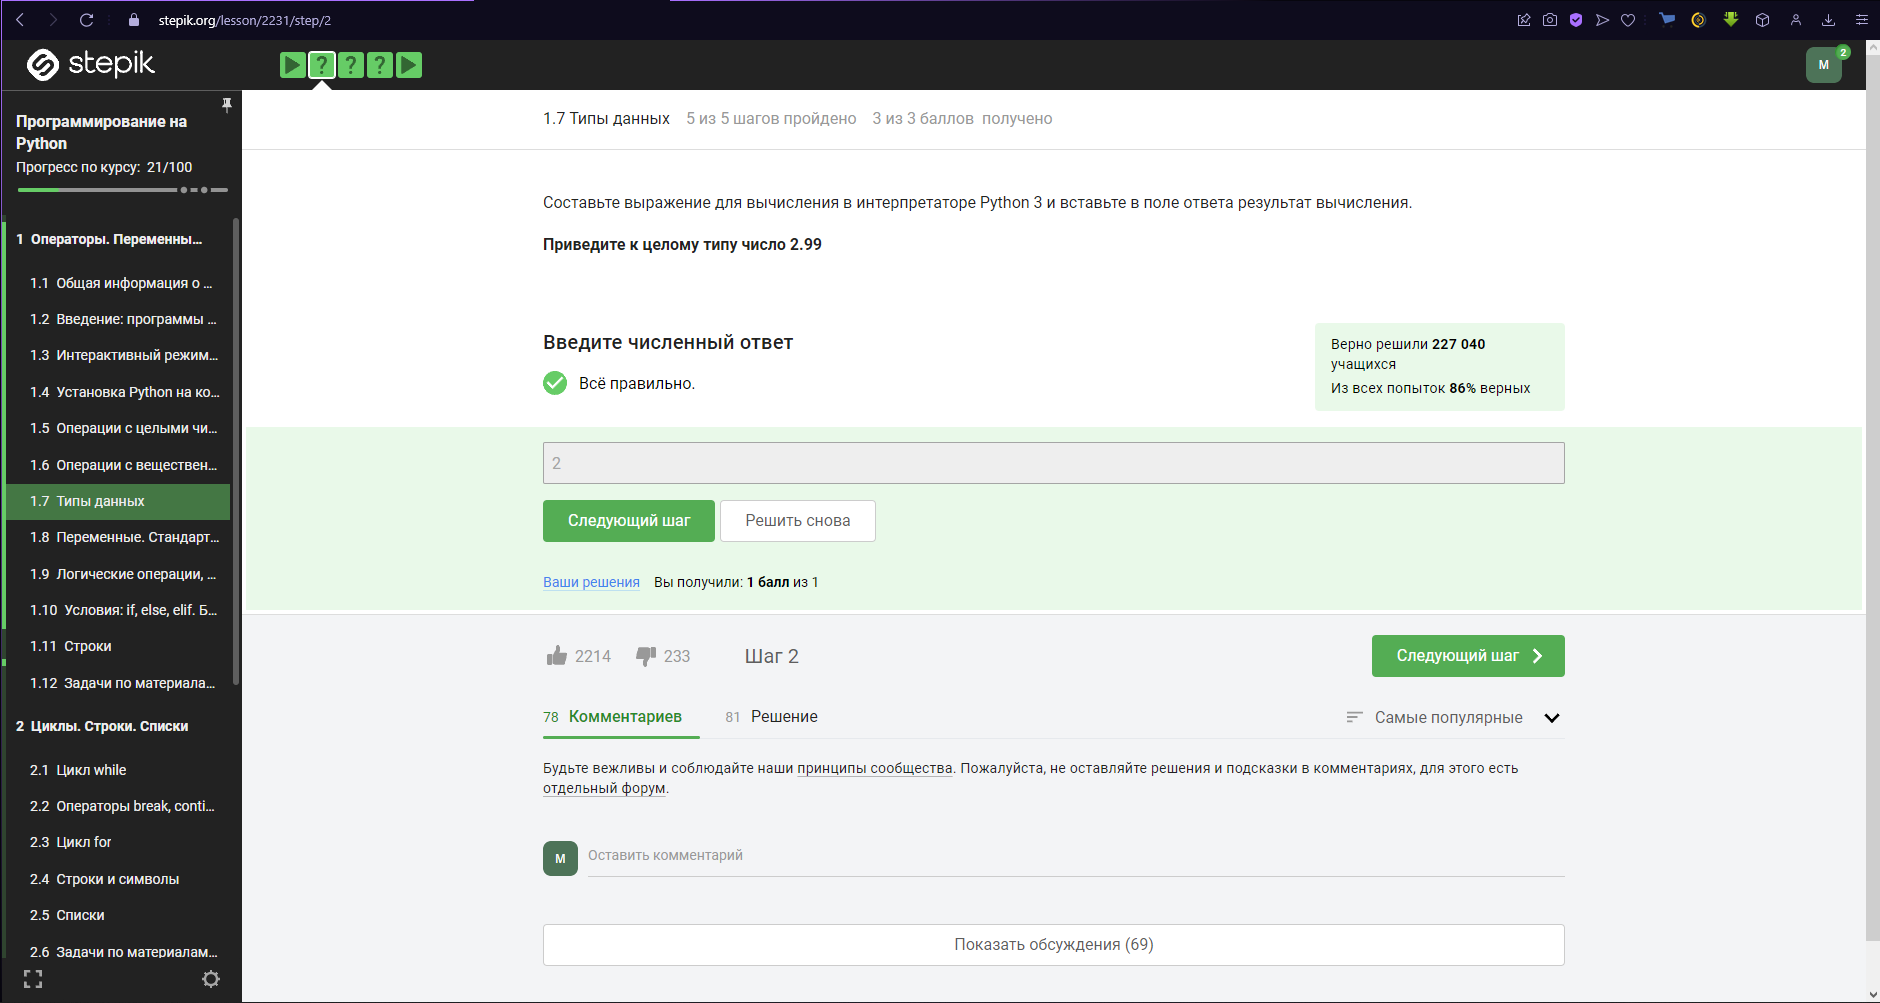 stepik.org/lesson/2231/step/2
stepik
M
2
Программирование на
Python
Прогресс по курсу: 21/100
1 Операторы. Переменны...
1.1 Общая информация о ...
1.2 Введение: программы ...
1.3 Интерактивный режим...
1.4 Установка Python на ко...
1.5 Операции с целыми чи...
1.6 Операции с веществен...
1.7 Типы данных
1.8 Переменные. Стандарт...
1.9 Логические операции, ...
1.10 Условия: if, else, elif. Б...
1.11 Строки
1.12 Задачи по материала...
2 Циклы. Строки. Списки
2.1 Цикл while
2.2 Операторы break, conti...
2.3 Цикл for
2.4 Строки и символы
2.5 Списки
2.6 Задачи по материалам...
1.7 Типы данных 5 из 5 шагов пройдено 3 из 3 баллов получено
Составьте выражение для вычисления в интерпретаторе Python 3 и вставьте в поле ответа результат вычисления.
Приведите к целому типу число 2.99
Введите численный ответ
Всё правильно.
Верно решили 227 040
учащихся
Из всех попыток 86% верных
2
Следующий шаг
Решить снова
Ваши решения Вы получили: 1 балл из 1
2214 233 Шаг 2
Следующий шаг
78 Комментариев 81 Решение
Самые популярные
Будьте вежливы и соблюдайте наши принципы сообщества. Пожалуйста, не оставляйте решения и подсказки в комментариях, для этого есть
отдельный форум.
M
Оставить комментарий
Показать обсуждения (69)